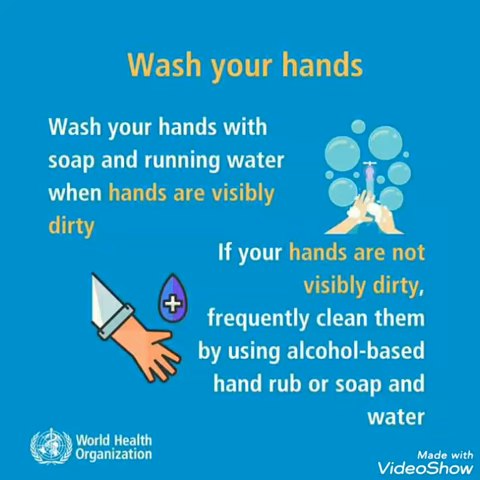 Wash your hands
Wash your hands with
soap and running water
when hands are visibly
dirty
If your hands are not
visibly dirty,
frequently clean them
by using alcohol-based
hand rub or soap and
water
World Health
Organization
Made with
VideoShow